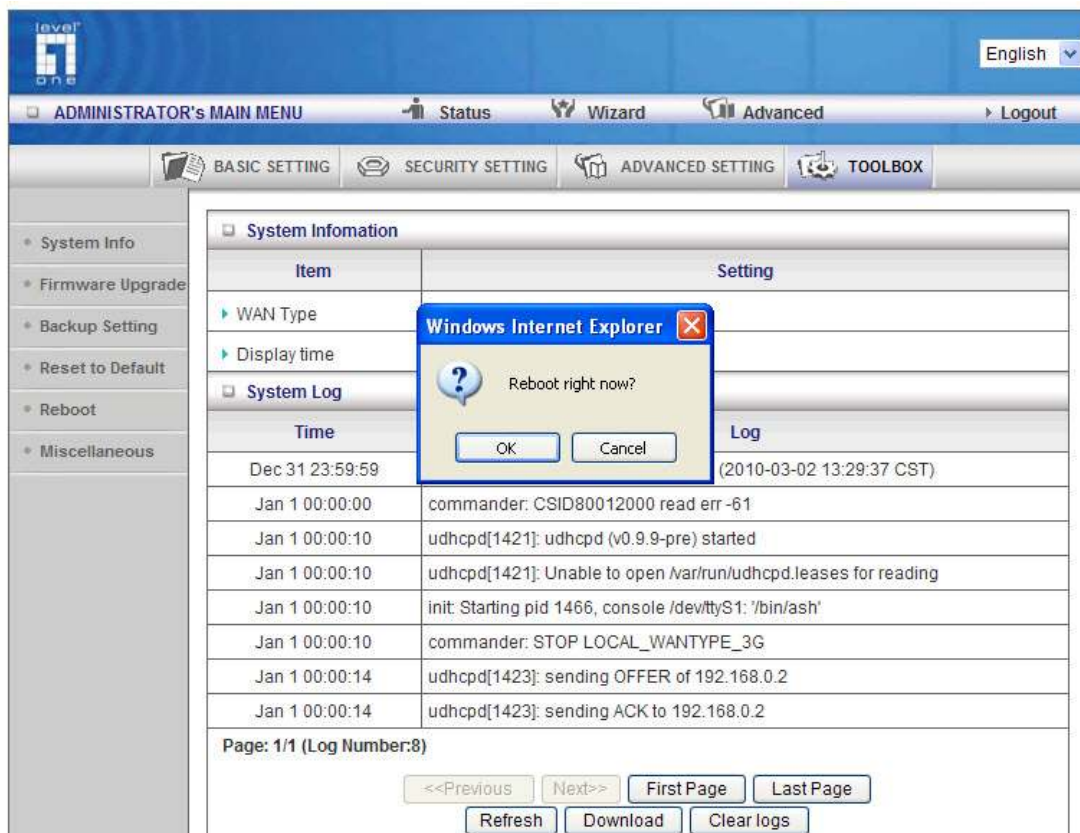 level
one
English
ADMINISTRATOR's MAIN MENU Status Wizard Advanced Logout
BASIC SETTING SECURITY SETTING ADVANCED SETTING TOOLBOX
System Info
Firmware Upgrade
Backup Setting
Reset to Default
Reboot
Miscellaneous
System Infomation
Item Setting
WAN Type
Display time
Windows Internet Explorer
Reboot right now?
OK Cancel
System Log
Time Log
Dec 31 23:59:59 (2010-03-02 13:29:37 CST)
Jan 1 00:00:00 commander: CSID80012000 read err -61
Jan 1 00:00:10 udhcpd[1421]: udhcpd (v0.9.9-pre) started
Jan 1 00:00:10 udhcpd[1421]: Unable to open /var/run/udhcpd.leases for reading
Jan 1 00:00:10 init: Starting pid 1466, console /dev/ttyS1: '/bin/ash'
Jan 1 00:00:10 commander: STOP LOCAL_WANTYPE_3G
Jan 1 00:00:14 udhcpd[1423]: sending OFFER of 192.168.0.2
Jan 1 00:00:14 udhcpd[1423]: sending ACK to 192.168.0.2
Page: 1/1 (Log Number:8)
<<Previous Next>> First Page Last Page
Refresh Download Clear logs